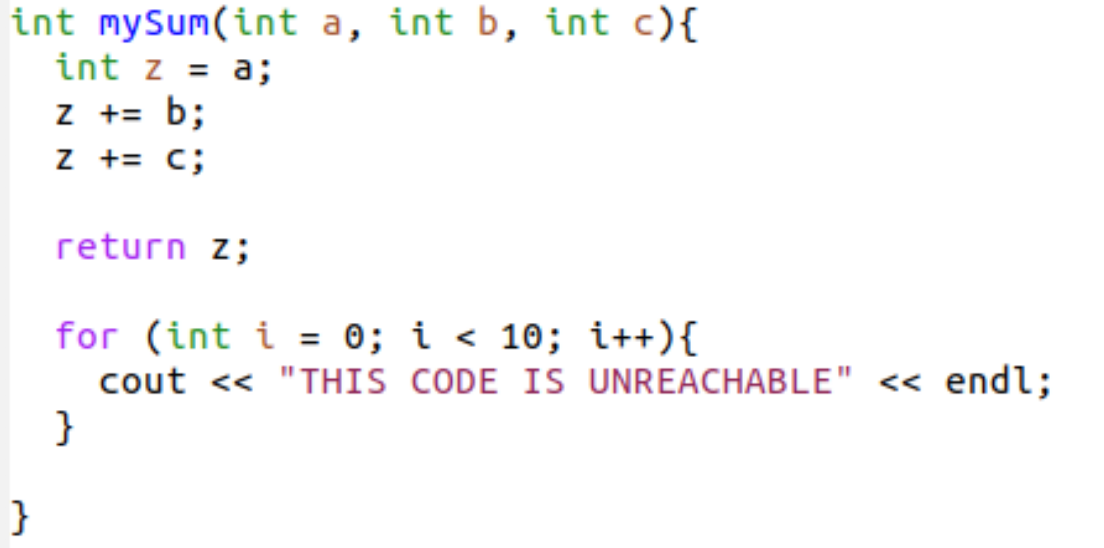 int mySum(int a, int b, int c){
  int z = a;
  z += b;
  z += c;

  return z;

  for (int i = 0; i < 10; i++){
    cout << "THIS CODE IS UNREACHABLE" << endl;
  }

}